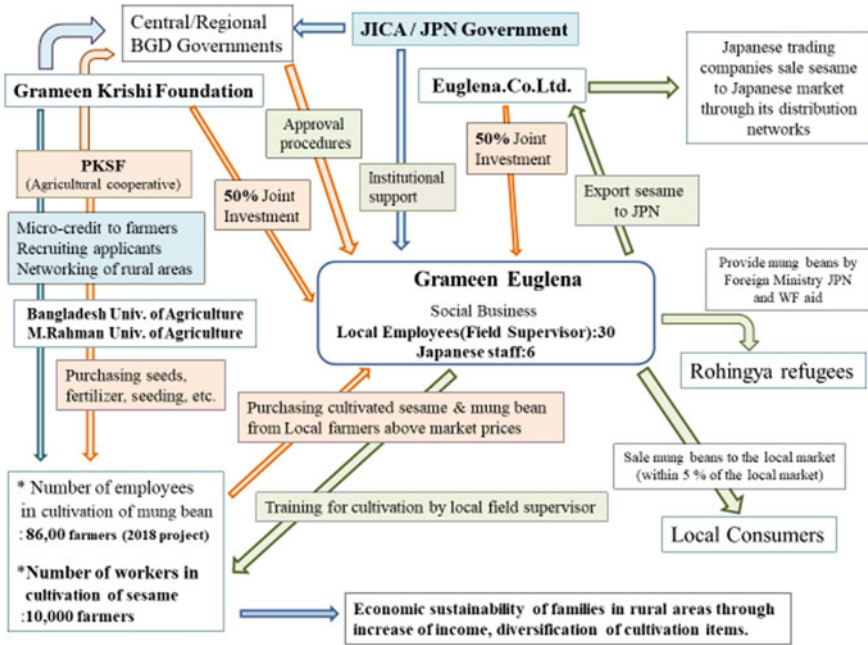 Central/Regional
BGD Governments
JICA / JPN Government
Japanese trading
companies sale sesame
to Japanese market
through its distribution
networks
Grameen Krishi Foundation
Euglena.Co.Ltd.
Approval
procedures
50% Joint
Investment
PKSF
(Agricultural cooperative)
50% Joint
Investment
Institutional
support
Export sesame
to JPN
Micro-credit to farmers
Recruiting applicants
Networking of rural areas
Grameen Euglena
Social Business
Local Employees(Field Supervisor):30
Japanese staff:6
Provide mung beans by
Foreign Ministry JPN
and WF aid
Bangladesh Univ. of Agriculture
M.Rahman Univ. of Agriculture
Rohingya refugees
Purchasing seeds,
fertilizer, seeding, etc.
Purchasing cultivated sesame & mung bean
from Local farmers above market prices
Sale mung beans to the local market
(within 5 % of the local market)
* Number of employees
in cultivation of mung bean
: 86,00 farmers (2018 project)
Training for cultivation by local field supervisor
Local Consumers
*Number of workers in
cultivation of sesame
:10,000 farmers
Economic sustainability of families in rural areas through
increase of income, diversification of cultivation items.